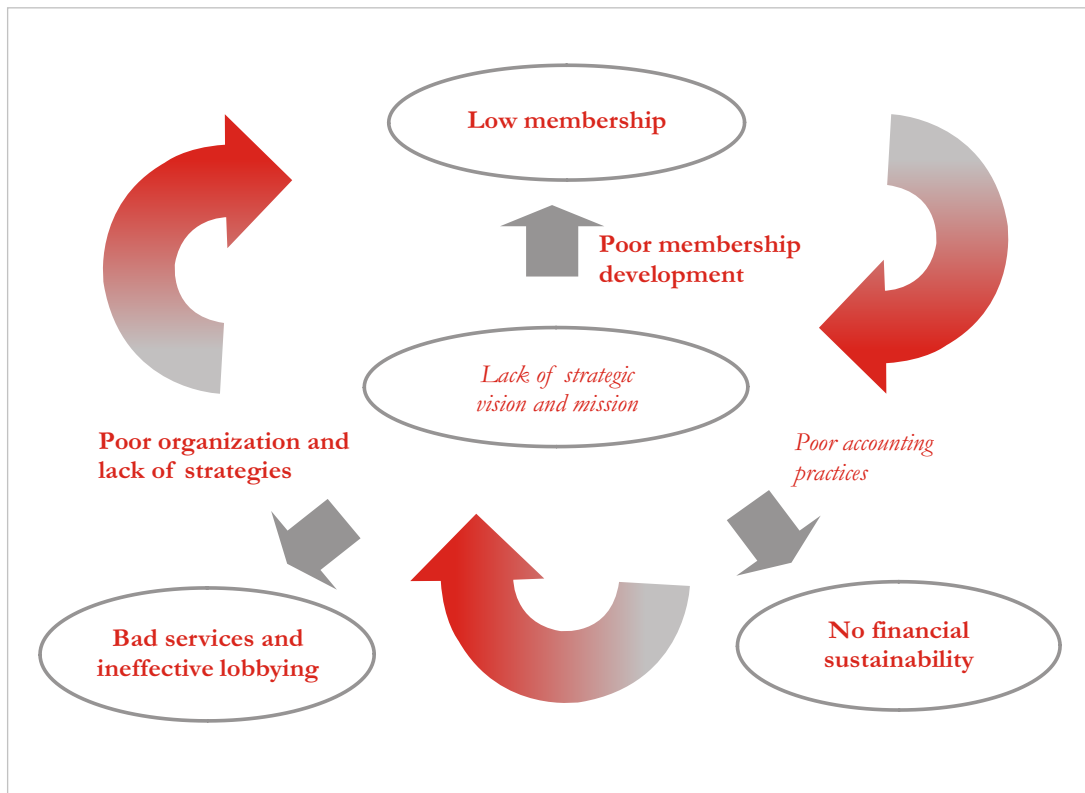 Low membership
Poor membership
development
Lack of strategic
vision and mission
Poor organization and
lack of strategies
Poor accounting
practices
Bad services and
ineffective lobbying
No financial
sustainability